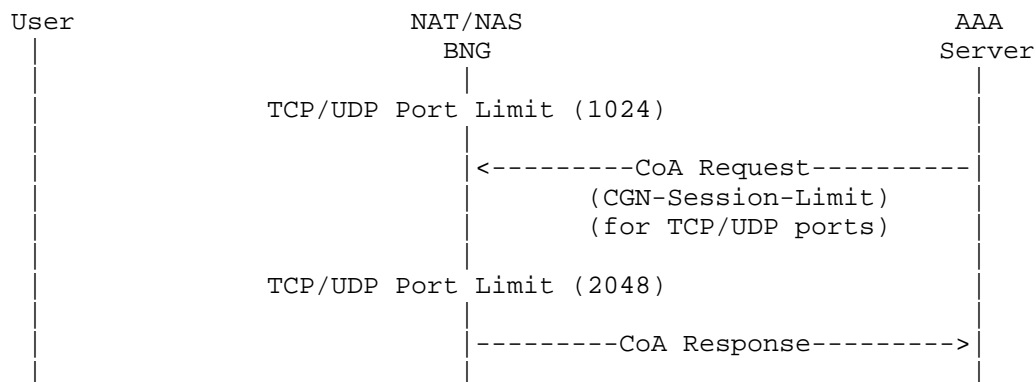 User NAT/NAS AAA
BNG Server
TCP/UDP Port Limit (1024)
<---------CoA Request----------
(CGN-Session-Limit)
(for TCP/UDP ports)
TCP/UDP Port Limit (2048)
---------CoA Response--------->